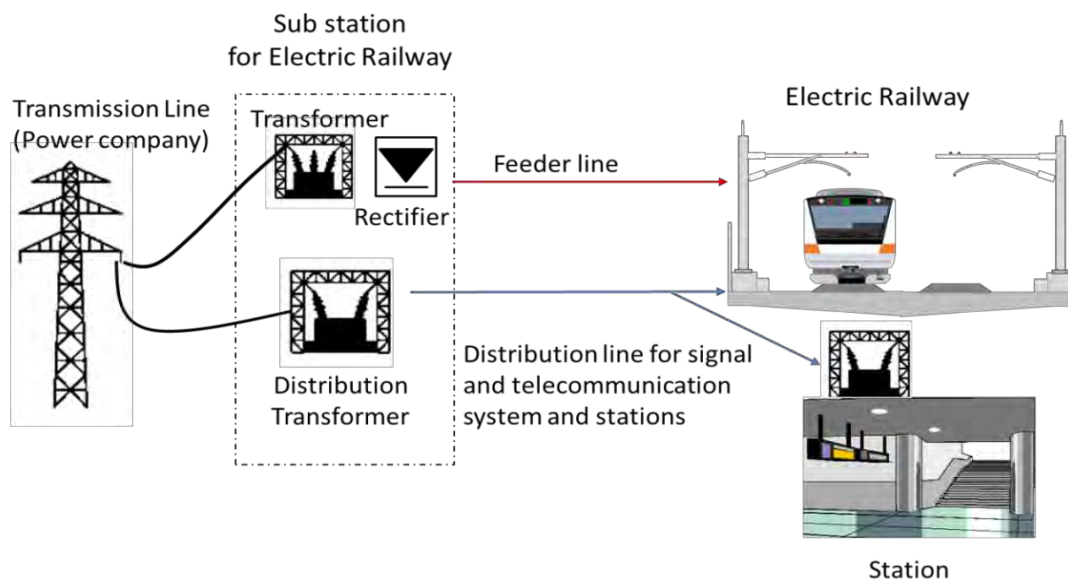 Sub station
for Electric Railway
Transmission Line
(Power company)
Transformer
Rectifier
Feeder line
Electric Railway
Distribution
Transformer
Distribution line for signal
and telecommunication
system and stations
Station